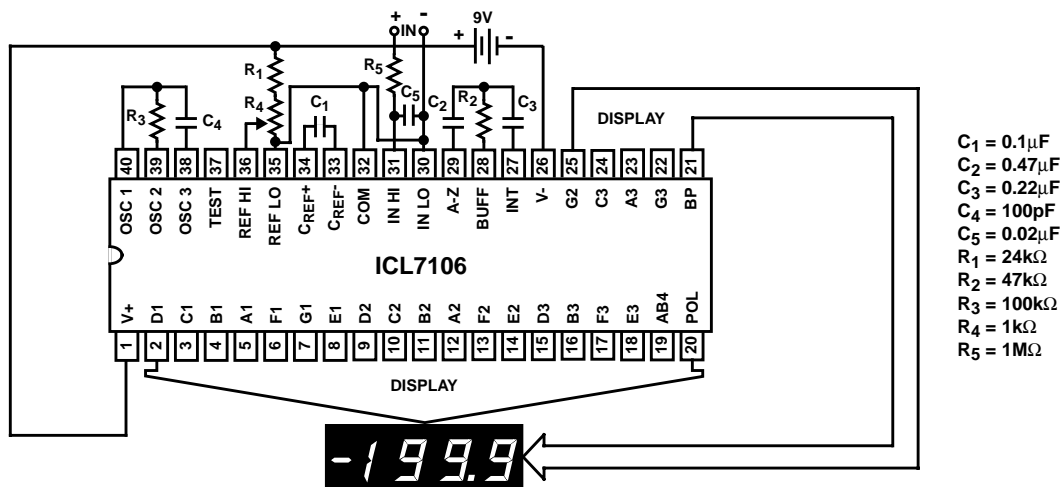 + -
IN
9V
+ -
R1
R5
R4
C1
C5
C2
R2
C3
R3
C4
DISPLAY
40 39 38 37 36 35 34 33 32 31 30 29 28 27 26 25 24 23 22 21
OSC 1
OSC 2
OSC 3
TEST
REF HI
REF LO
CREF+
CREF-
COM
IN HI
IN LO
A-Z
BUFF
INT
V-
G2
C3
A3
G3
BP
ICL7106
V+
D1
C1
B1
A1
F1
G1
E1
D2
C2
B2
A2
F2
E2
D3
B3
F3
E3
AB4
POL
1 2 3 4 5 6 7 8 9 10 11 12 13 14 15 16 17 18 19 20
DISPLAY
-199.9
C1 = 0.1μF
C2 = 0.47μF
C3 = 0.22μF
C4 = 100pF
C5 = 0.02μF
R1 = 24kΩ
R2 = 47kΩ
R3 = 100kΩ
R4 = 1kΩ
R5 = 1MΩ